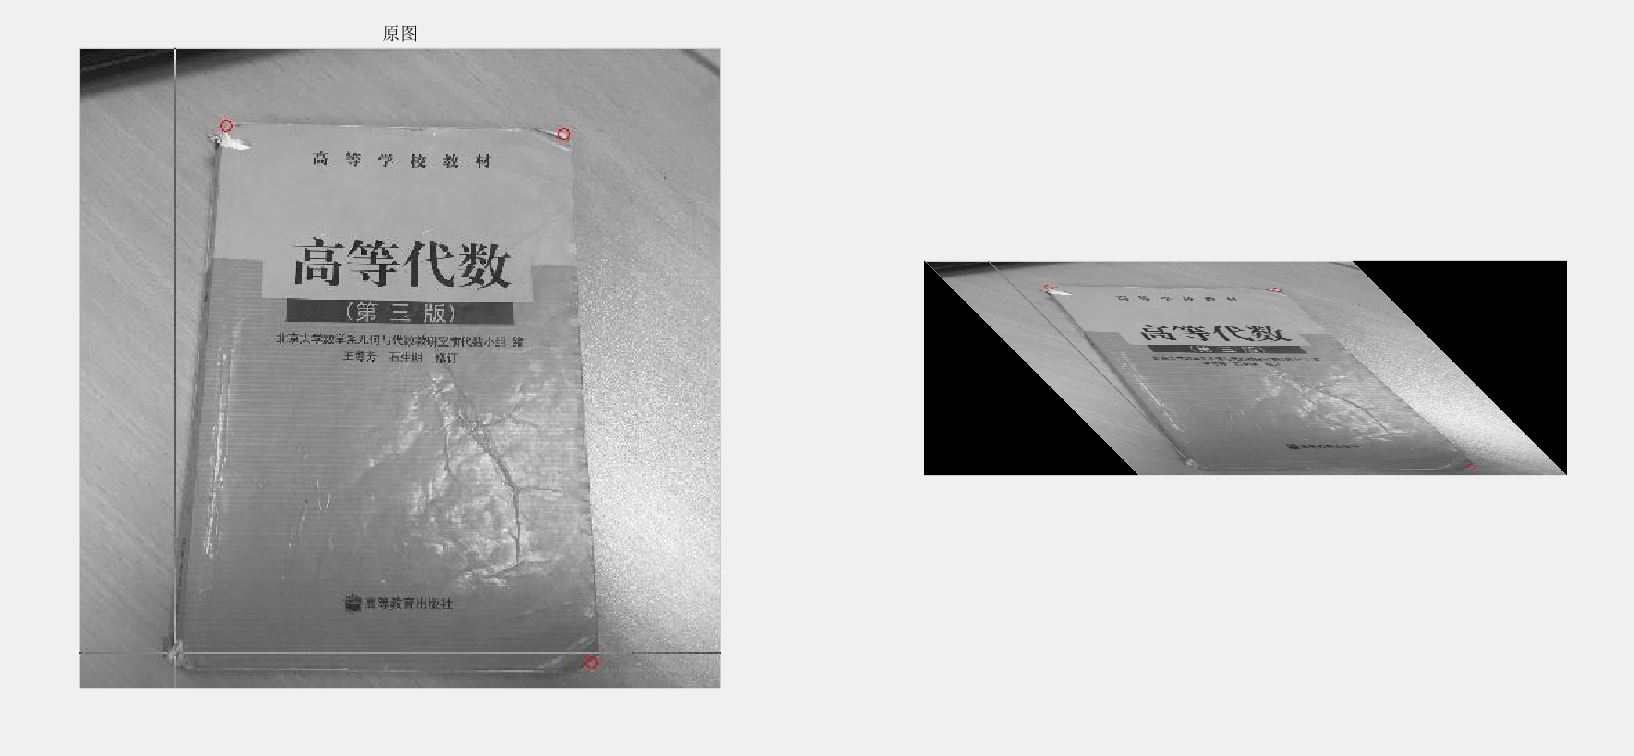 原图
高等学校教材
高等代数
（第三版）
北京大学数学系几何与代数教研室前代数小组 编
王萼芳 石生明 修订
高等教育出版社
高等学校教材
高等代数
（第三版）